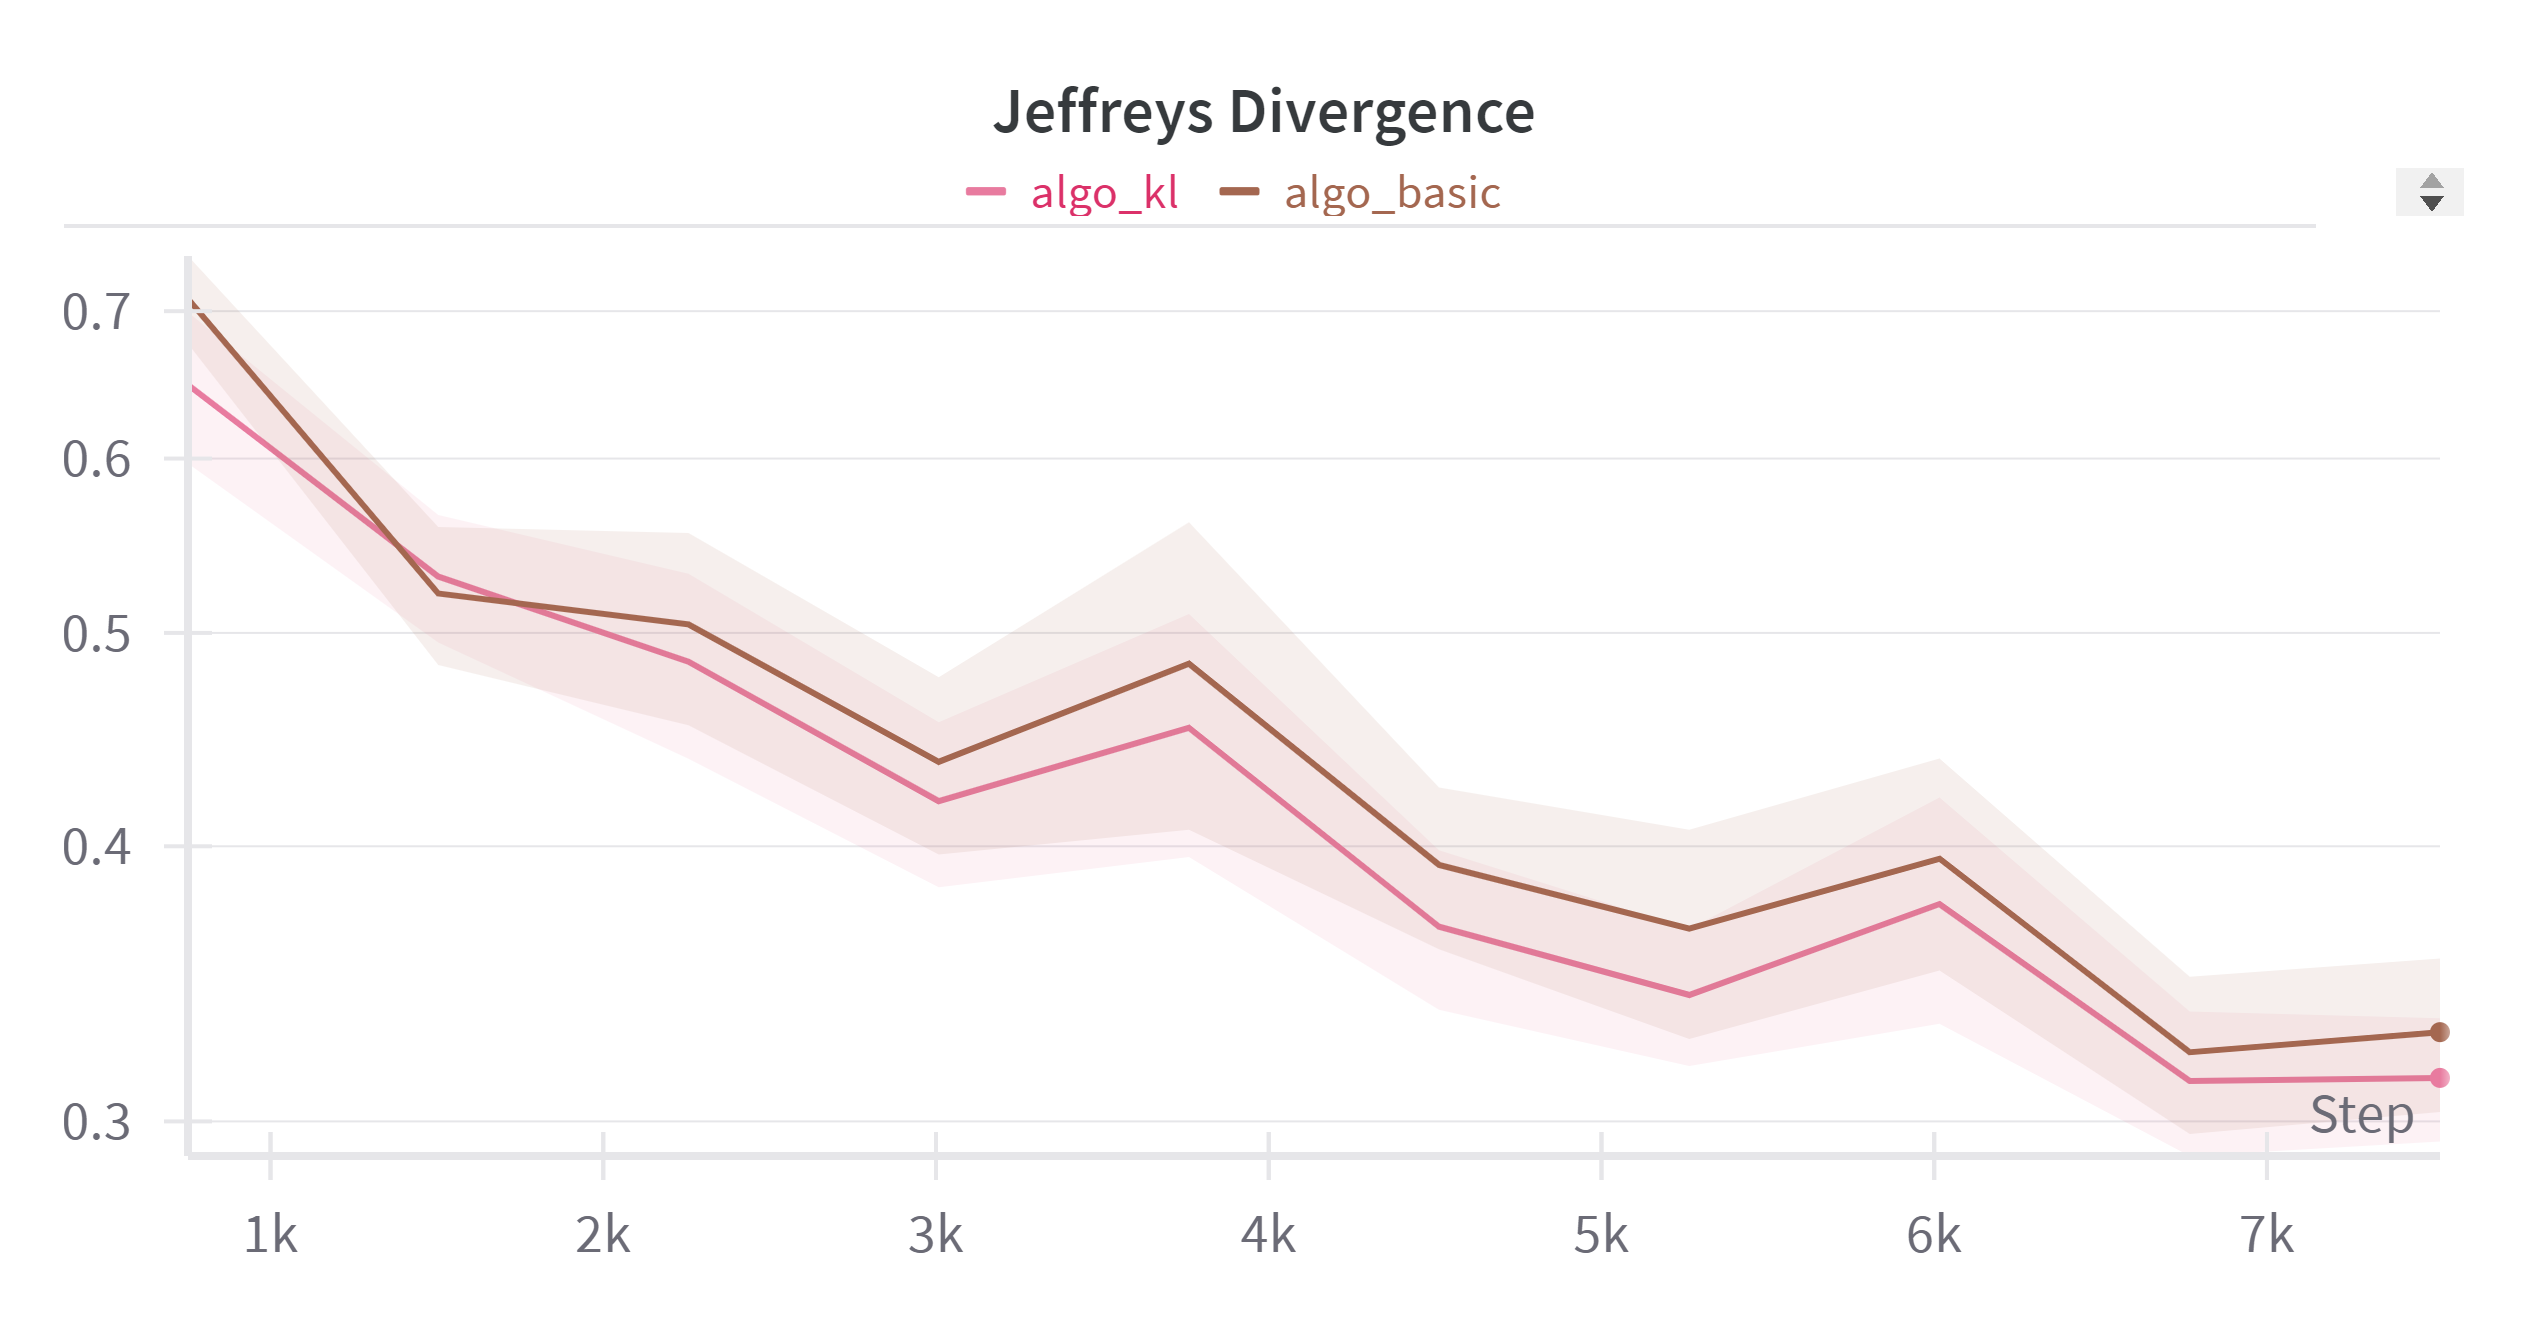 Jeffreys Divergence
algo_kl algo_basic
0.7
0.6
0.5
0.4
0.3
Step
1k 2k 3k 4k 5k 6k 7k